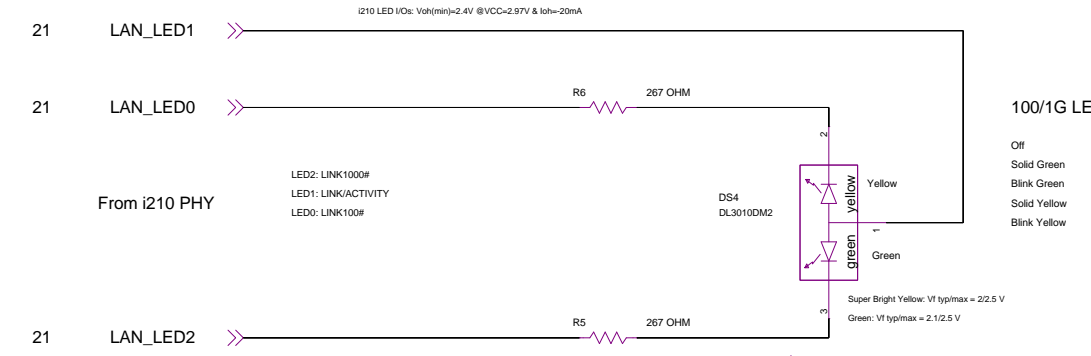 i210 LED I/Os: Voh(min)=2.4V @VCC=2.97V & Ioh=-20mA
21 LAN_LED1
21 LAN_LED0
R6 267 OHM
100/1G LE
Off
Solid Green
Blink Green
Solid Yellow
Blink Yellow
From i210 PHY
LED2: LINK1000#
LED1: LINK/ACTIVITY
LED0: LINK100#
2
DS4
DL3010DM2
yellow
Yellow
1
green
Green
3
Super Bright Yellow: Vf typ/max = 2/2.5 V
Green: Vf typ/max = 2.1/2.5 V
R5 267 OHM
21 LAN_LED2